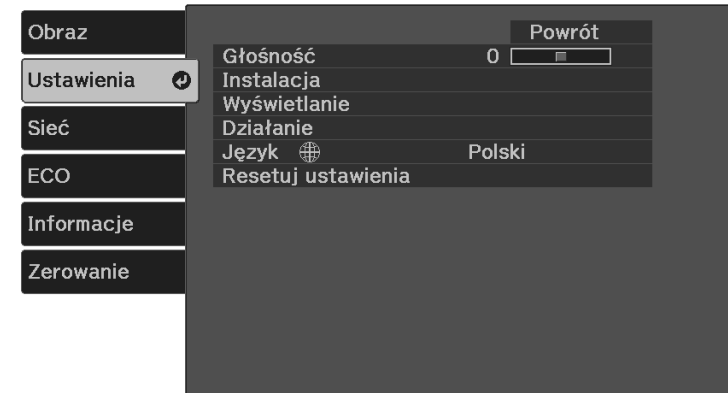 Obraz
Ustawienia
Sieć
ECO
Informacje
Zerowanie
Powrót
Głośność 0
Instalacja
Wyświetlanie
Działanie
Język Polski
Resetuj ustawienia